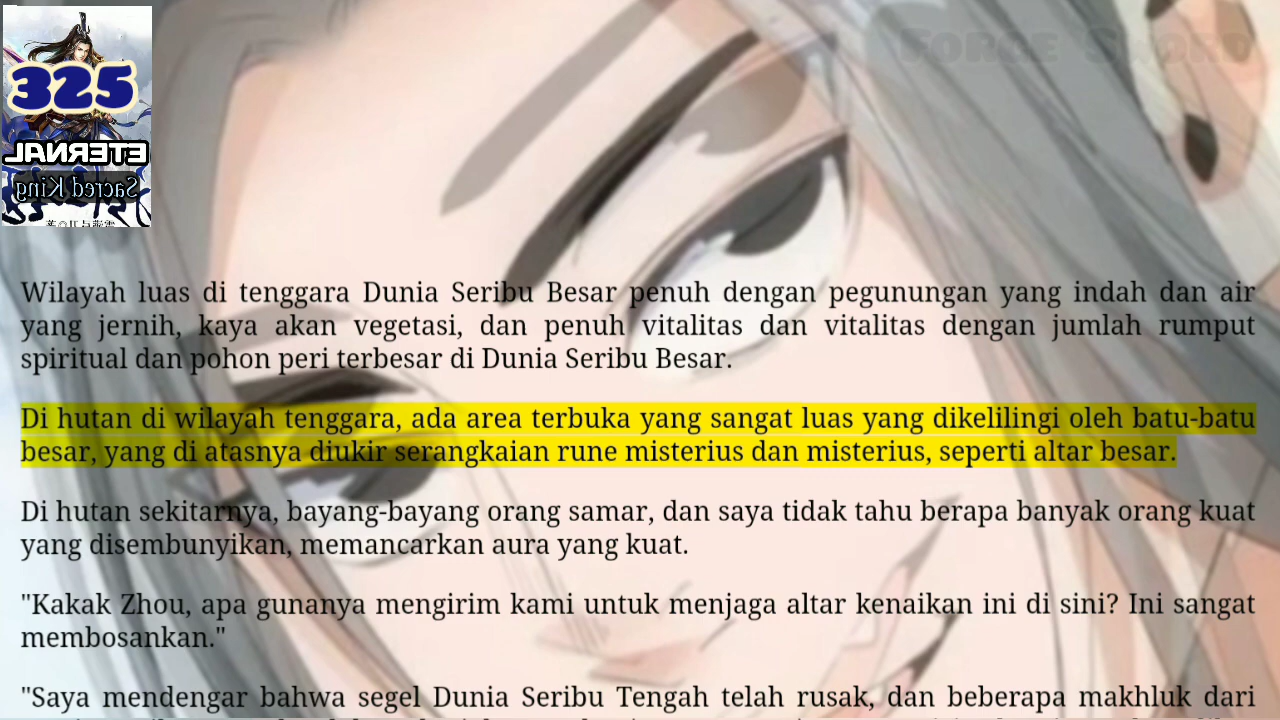 325
ETERNAL
Sacred King
Forge Sword
Wilayah luas di tenggara Dunia Seribu Besar penuh dengan pegunungan yang indah dan air
yang jernih, kaya akan vegetasi, dan penuh vitalitas dan vitalitas dengan jumlah rumput
spiritual dan pohon peri terbesar di Dunia Seribu Besar.
Di hutan di wilayah tenggara, ada area terbuka yang sangat luas yang dikelilingi oleh batu-batu
besar, yang di atasnya diukir serangkaian rune misterius dan misterius, seperti altar besar.
Di hutan sekitarnya, bayang-bayang orang samar, dan saya tidak tahu berapa banyak orang kuat
yang disembunyikan, memancarkan aura yang kuat.
"Kakak Zhou, apa gunanya mengirim kami untuk menjaga altar kenaikan ini di sini? Ini sangat
membosankan."
"Saya mendengar bahwa segel Dunia Seribu Tengah telah rusak, dan beberapa makhluk dari